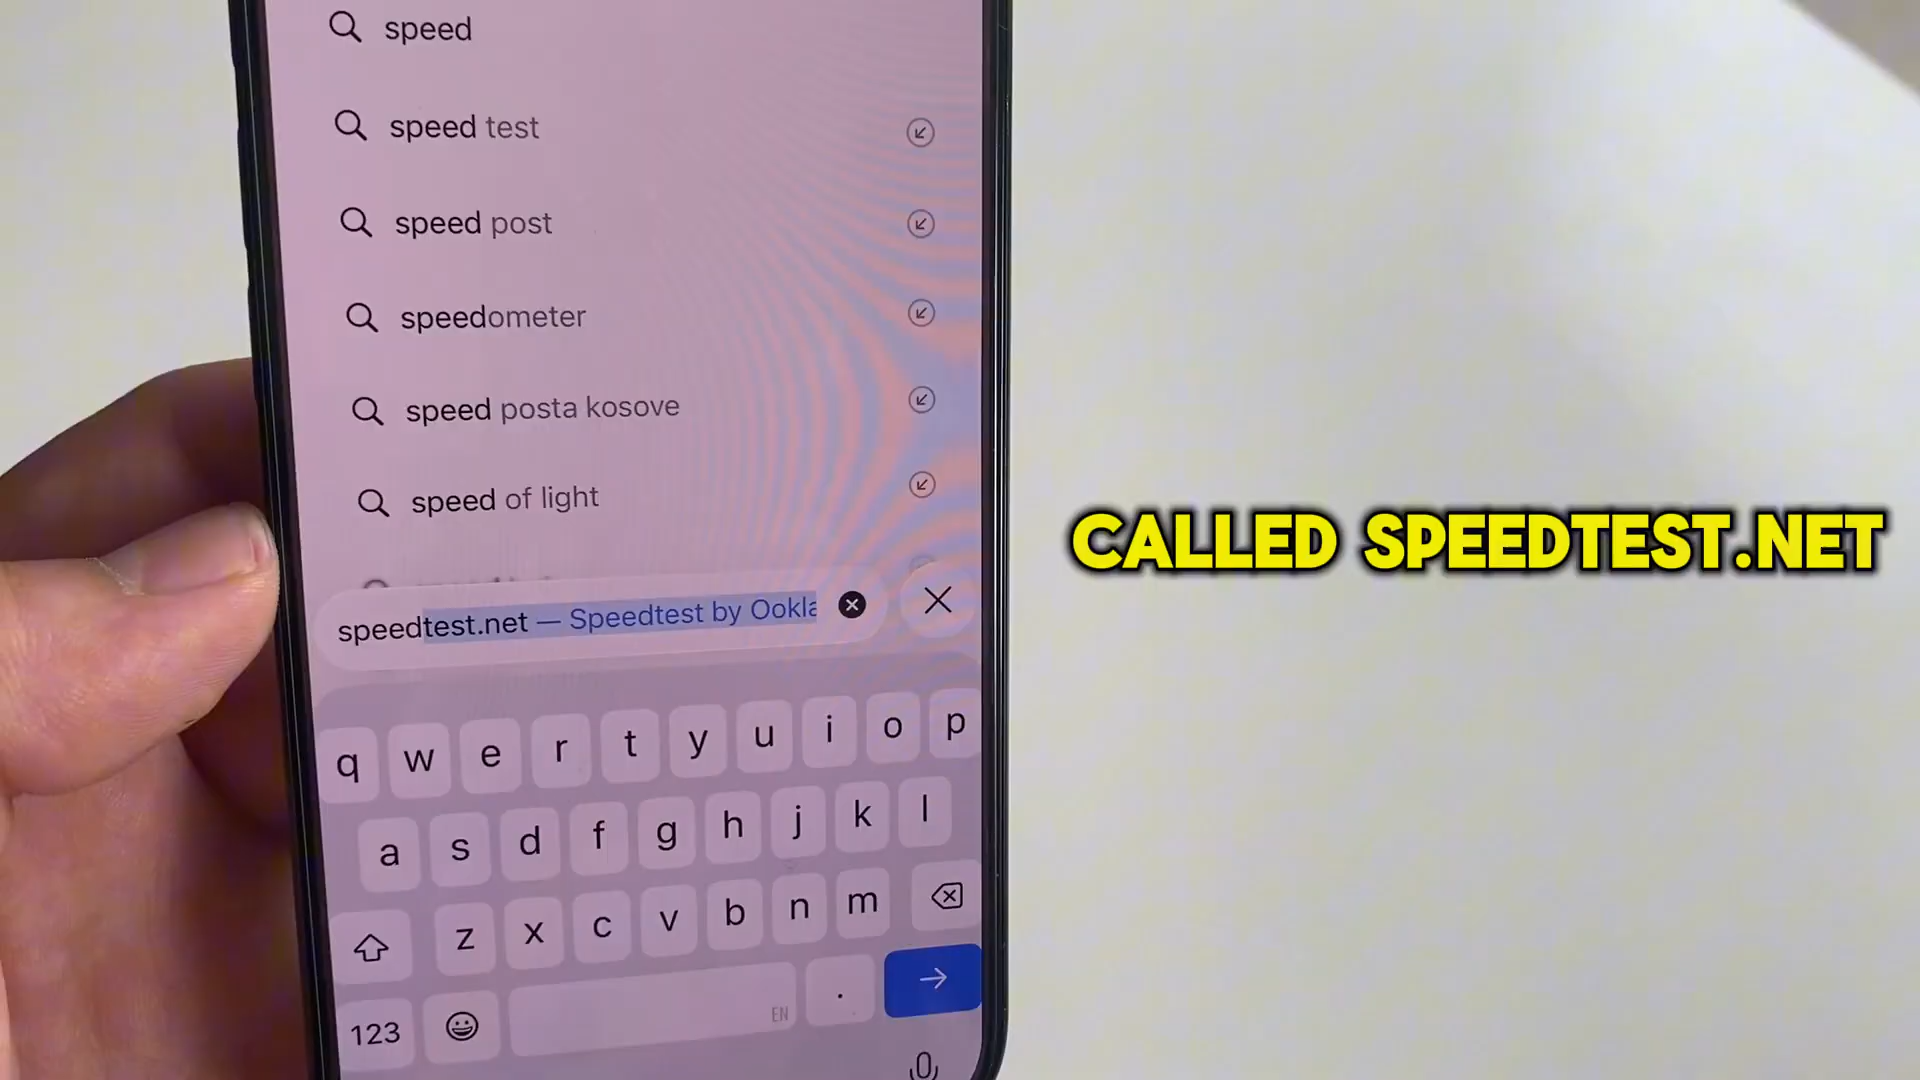 speed
speed test
speed post
speedometer
speed posta kosove
speed of light
CALLED SPEEDTEST.NET
speedtest.net — Speedtest by Ookla
q w e r t y u i o p
a s d f g h j k l
z x c v b n m
123 EN .